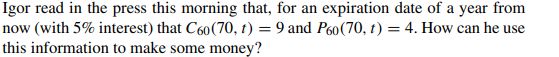 Igor read in the press this morning that, for an expiration date of a year from
now (with 5% interest) that C60(70, t) = 9 and P60(70, t) = 4. How can he use
this information to make some money?